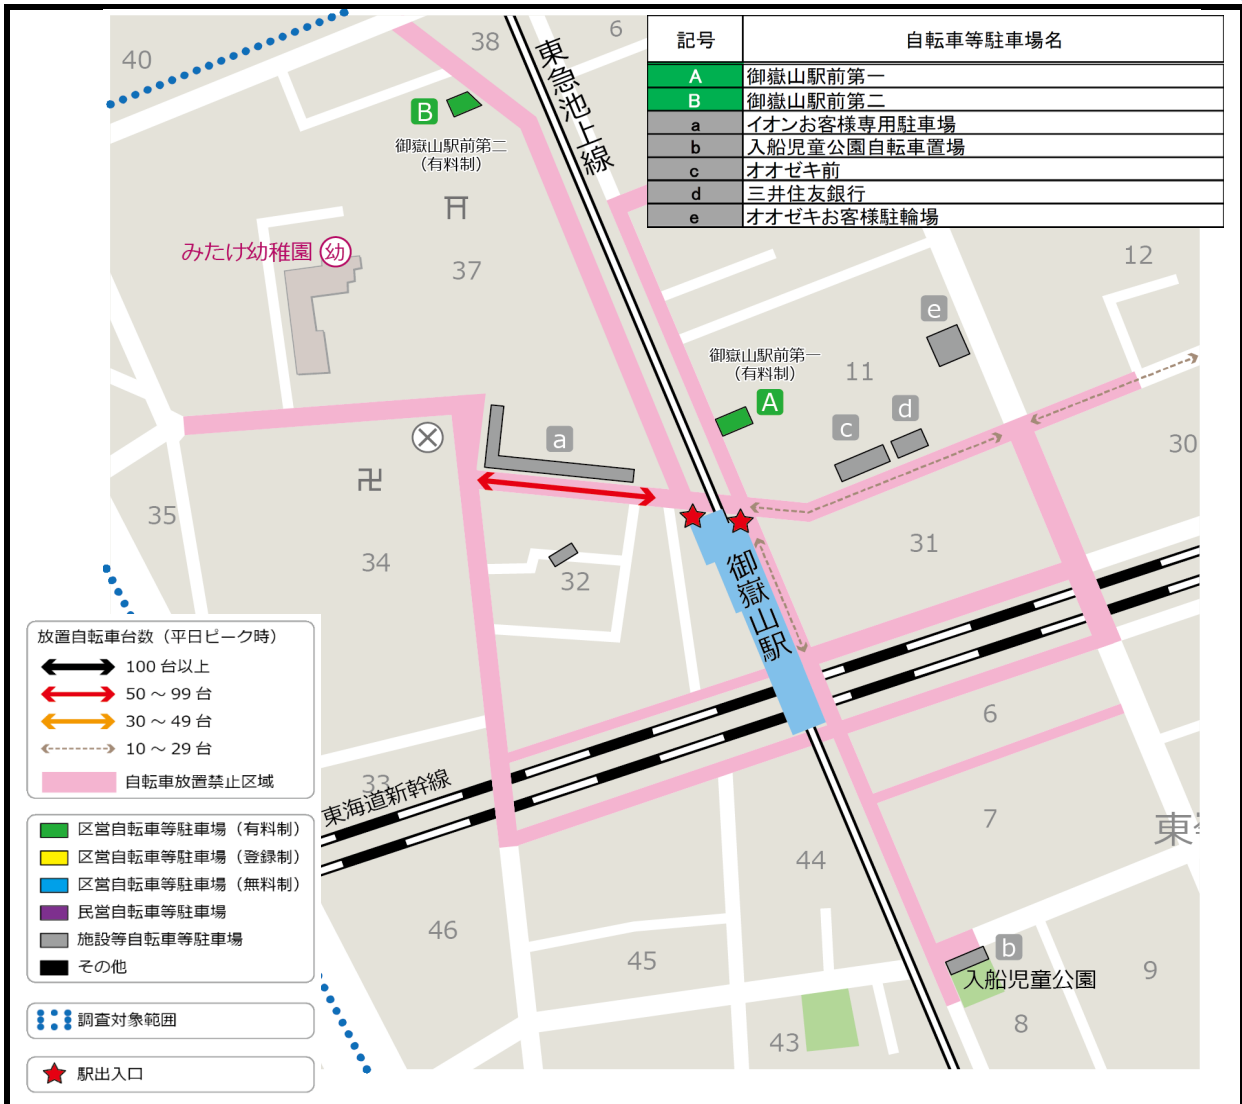 記号 自転車等駐車場名
A 御嶽山駅前第一
B 御嶽山駅前第二
a イオンお客様専用駐車場
b 入船児童公園自転車置場
c オオゼキ前
d 三井住友銀行
e オオゼキお客様駐輪場
40
38
6
東急池上線
B
御嶽山駅前第二
（有料制）
みたけ幼稚園 幼
37
12
e
御嶽山駅前第一
（有料制）
11
A
d
c
a
30
卍
35
34
31
32
御嶽山駅
放置自転車台数（平日ピーク時）
100 台以上
50 ～ 99 台
30 ～ 49 台
10 ～ 29 台
自転車放置禁止区域
6
33
東海道新幹線
7
東
区営自転車等駐車場（有料制）
区営自転車等駐車場（登録制）
区営自転車等駐車場（無料制）
民営自転車等駐車場
施設等自転車等駐車場
その他
44
46
45
b
入船児童公園
9
8
43
調査対象範囲
駅出入口